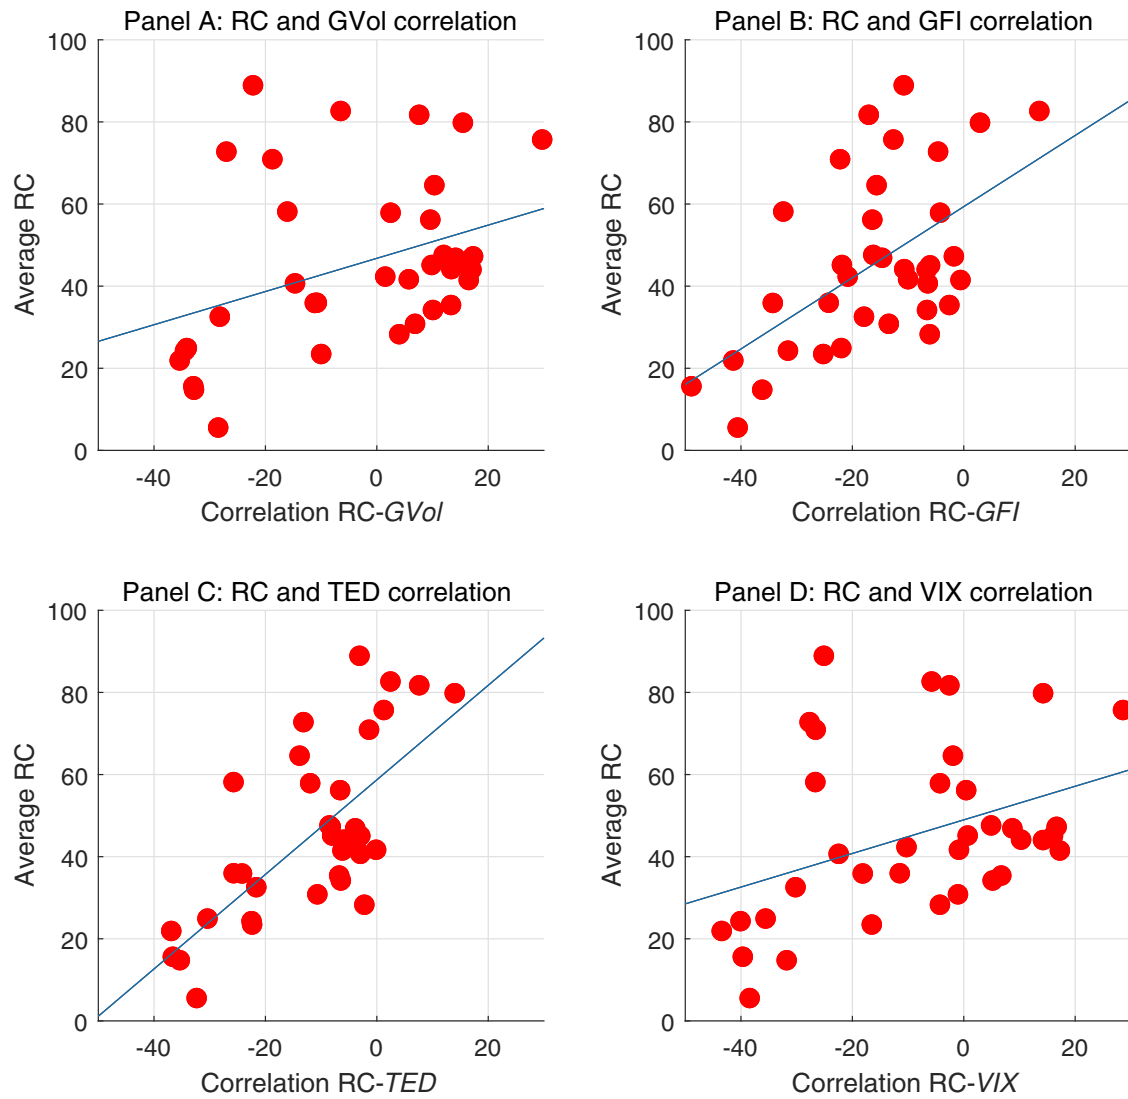 Panel A: RC and GVol correlation
100
80
60
40
20
0
Average RC
-40 -20 0 20
Correlation RC-GVol
Panel B: RC and GFI correlation
100
80
60
40
20
0
Average RC
-40 -20 0 20
Correlation RC-GFI
Panel C: RC and TED correlation
100
80
60
40
20
0
Average RC
-40 -20 0 20
Correlation RC-TED
Panel D: RC and VIX correlation
100
80
60
40
20
0
Average RC
-40 -20 0 20
Correlation RC-VIX